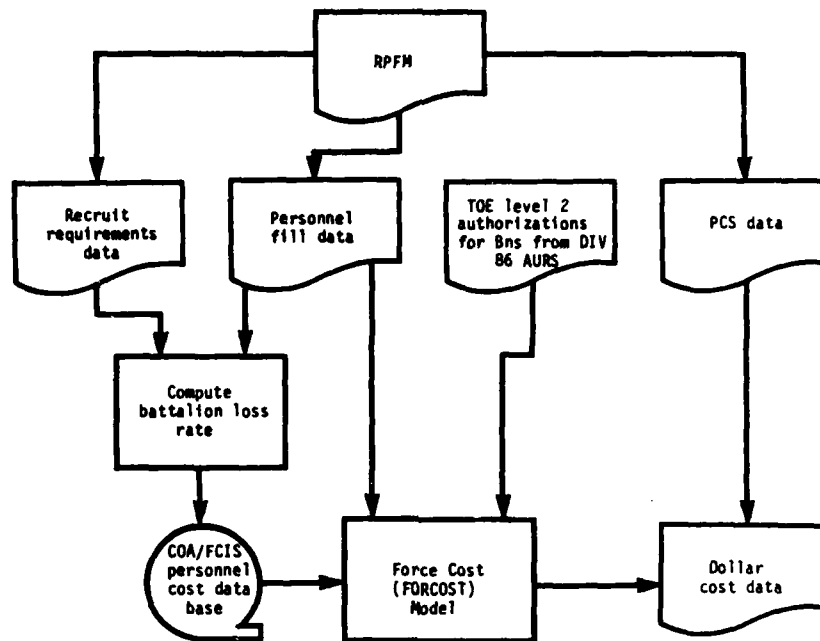 RPFM
Recruit
requirements
data
Personnel
fill data
TOE level 2
authorizations
for Bns from DIV
86 AURS
PCS data
Compute
battalion loss
rate
COA/FCIS
personnel
cost data
base
Force Cost
(FORCOST)
Model
Dollar
cost data